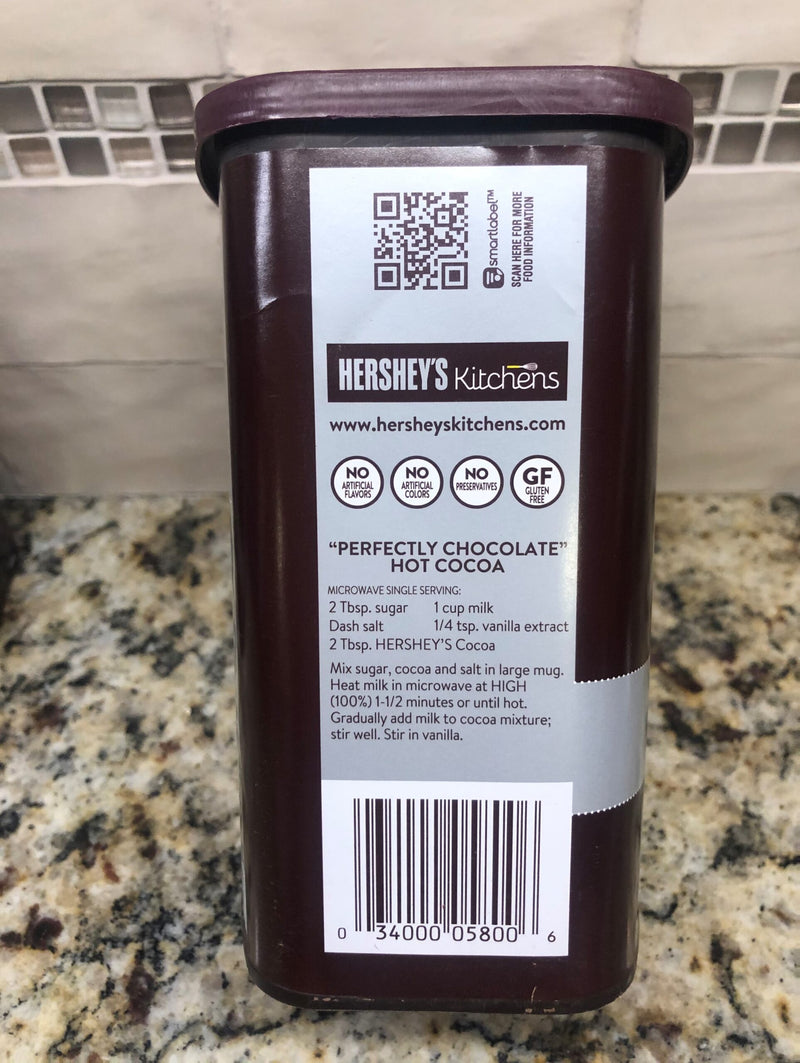 smartlabel™
SCAN HERE FOR MORE
FOOD INFORMATION
HERSHEY'S Kitchens
www.hersheyskitchens.com
NO
ARTIFICIAL
FLAVORS
NO
ARTIFICIAL
COLORS
NO
PRESERVATIVES
GF
GLUTEN
FREE
“PERFECTLY CHOCOLATE”
HOT COCOA
MICROWAVE SINGLE SERVING:
2 Tbsp. sugar 1 cup milk
Dash salt 1/4 tsp. vanilla extract
2 Tbsp. HERSHEY'S Cocoa
Mix sugar, cocoa and salt in large mug.
Heat milk in microwave at HIGH
(100%) 1-1/2 minutes or until hot.
Gradually add milk to cocoa mixture;
stir well. Stir in vanilla.
0 34000 05800 6